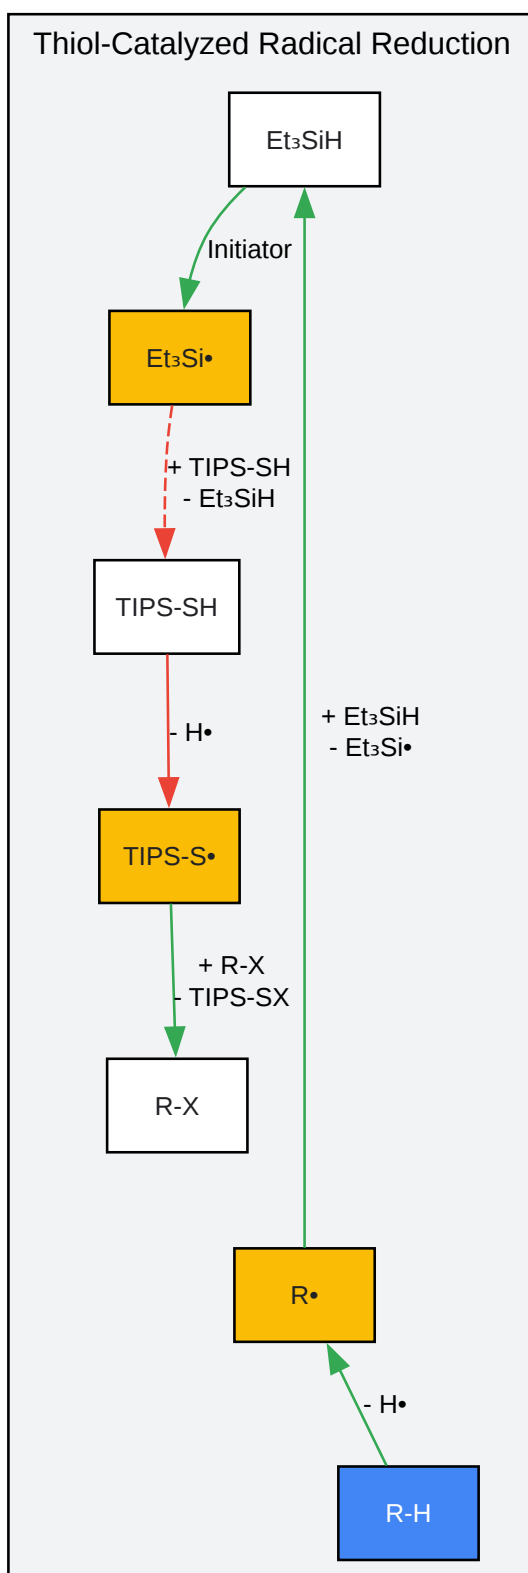 Thiol-Catalyzed Radical Reduction
Et₃SiH
Initiator
Et₃Si•
+ TIPS-SH
- Et₃SiH
TIPS-SH
- H•
TIPS-S•
+ Et₃SiH
- Et₃Si•
+ R-X
- TIPS-SX
R-X
R•
- H•
R-H